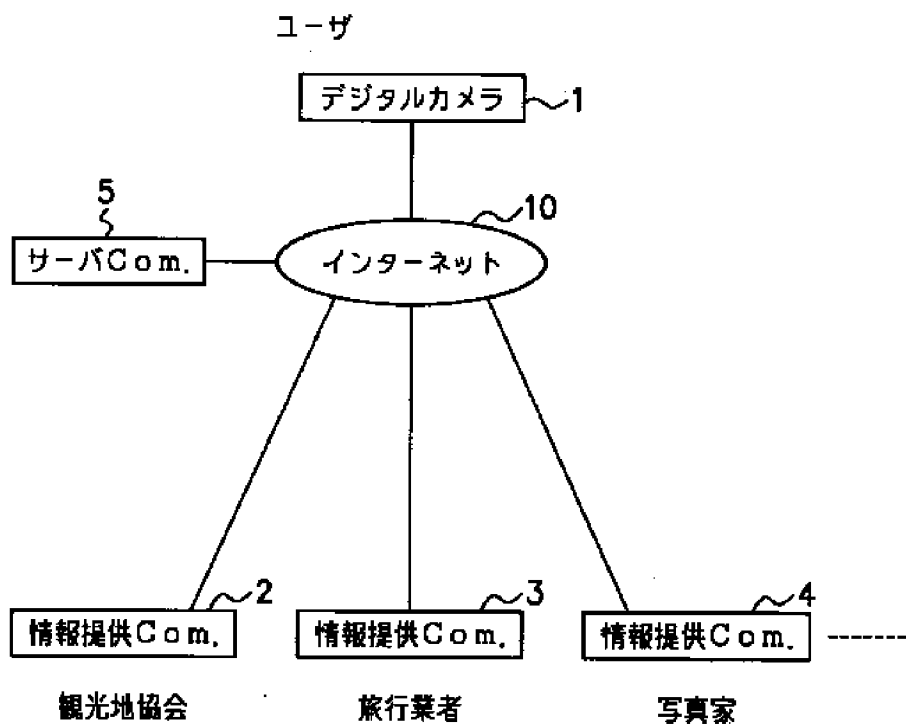 ユーザ
デジタルカメラ 1
5 10
サーバCom. インターネット
2 3 4
情報提供Com. 情報提供Com. 情報提供Com.
観光地協会 旅行業者 写真家